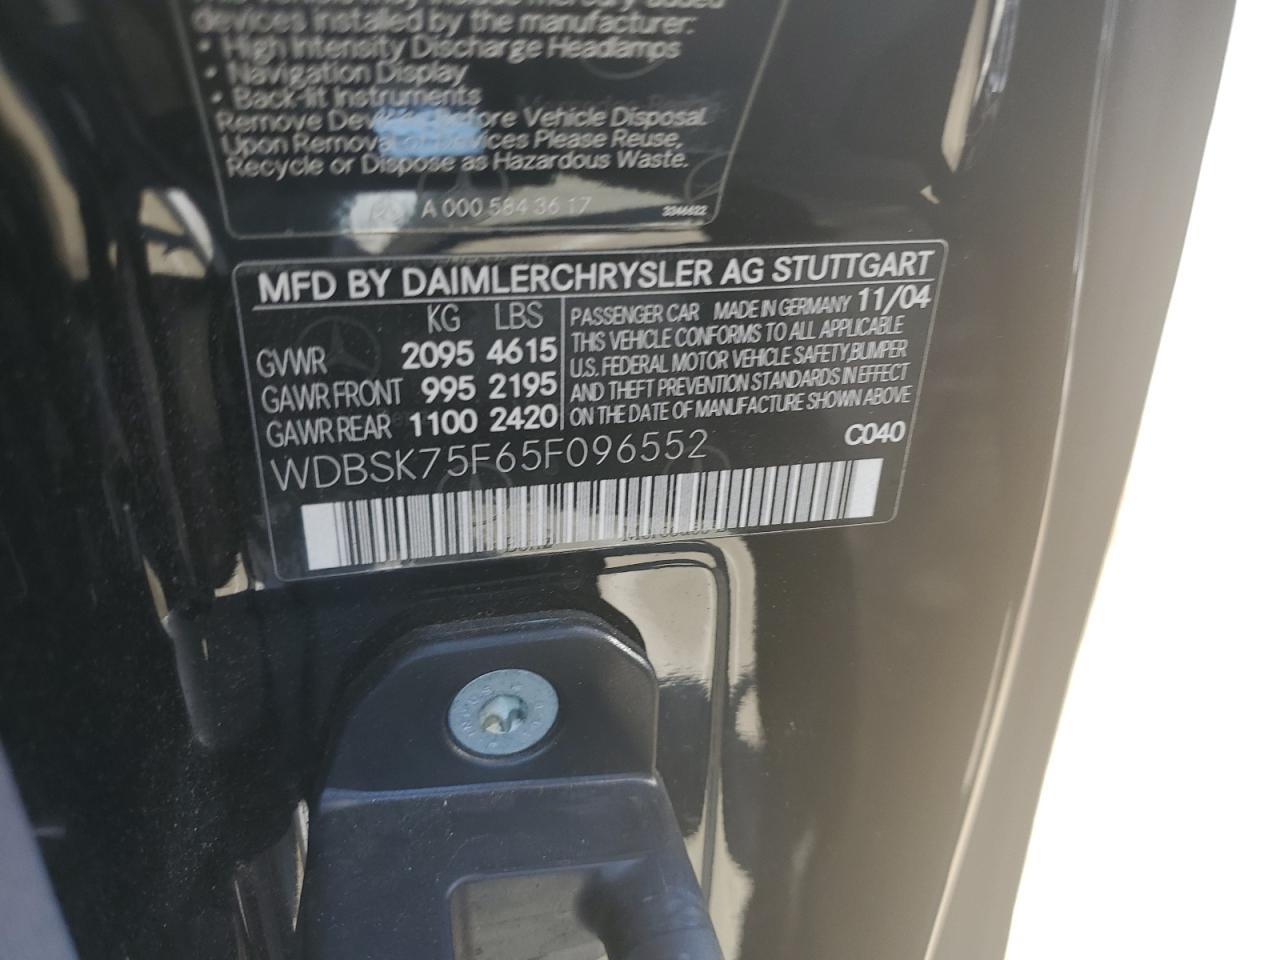 devices installed by the manufacturer:
• High Intensity Discharge Headlamps
• Navigation Display
• Back-lit Instruments
Remove Devices Before Vehicle Disposal.
Upon Removal of Devices Please Reuse,
Recycle or Dispose as Hazardous Waste.
A 000 584 36 17
MFD BY DAIMLERCHRYSLER AG STUTTGART
KG LBS
GVWR 2095 4615
GAWR FRONT 995 2195
GAWR REAR 1100 2420
PASSENGER CAR MADE IN GERMANY 11/04
THIS VEHICLE CONFORMS TO ALL APPLICABLE
U.S. FEDERAL MOTOR VEHICLE SAFETY,BUMPER
AND THEFT PREVENTION STANDARDS IN EFFECT
ON THE DATE OF MANUFACTURE SHOWN ABOVE
C040
WDBSK75F65F096552